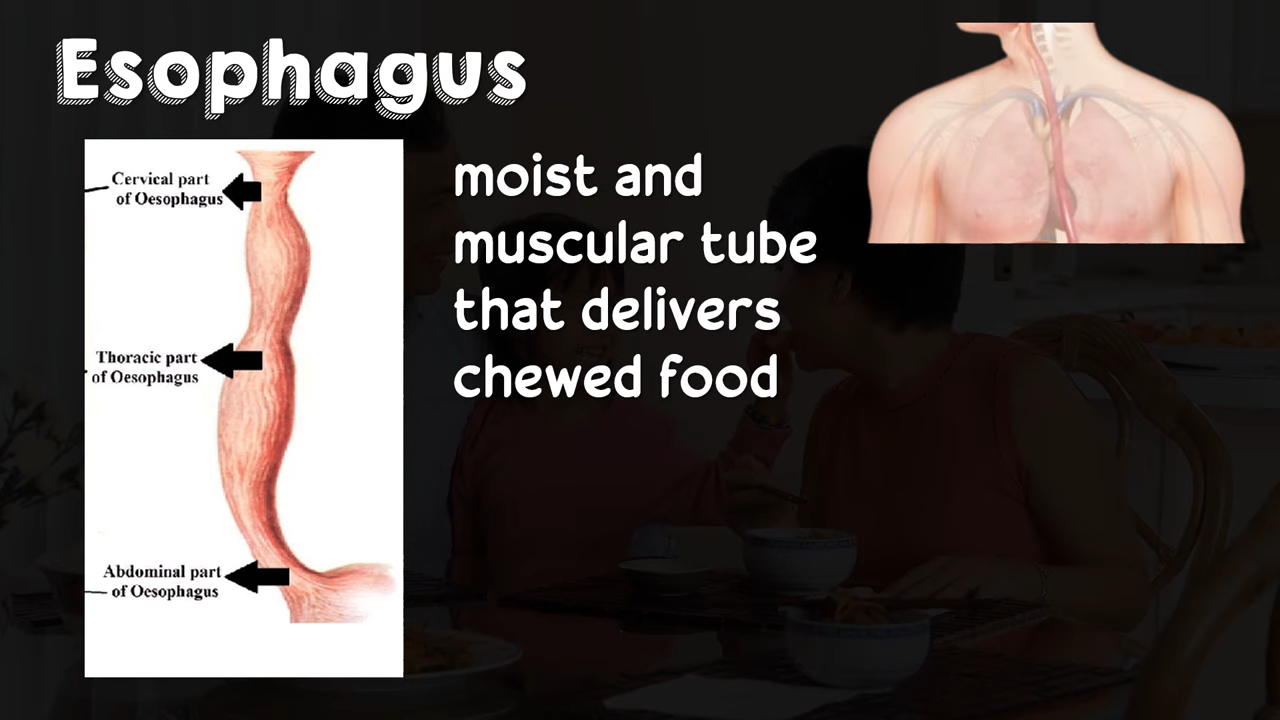 Esophagus
Cervical part
of Oesophagus
Thoracic part
of Oesophagus
Abdominal part
of Oesophagus
moist and
muscular tube
that delivers
chewed food